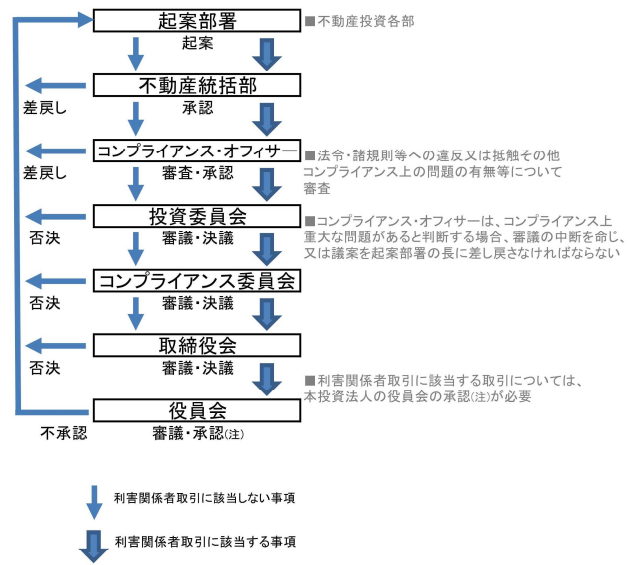 起案部署
■不動産投資各部
起案
不動産統括部
差戻し
承認
コンプライアンス・オフィサー
差戻し
審査・承認
■法令・諸規則等への違反又は抵触その他
コンプライアンス上の問題の有無等について
審査
投資委員会
否決
審議・決議
■コンプライアンス・オフィサーは、コンプライアンス上
重大な問題があると判断する場合、審議の中断を命じ、
又は議案を起案部署の長に差し戻さなければならない
コンプライアンス委員会
否決
審議・決議
取締役会
否決
審議・決議
■利害関係者取引に該当する取引については、
本投資法人の役員会の承認(注)が必要
役員会
不承認
審議・承認(注)
利害関係者取引に該当しない事項
利害関係者取引に該当する事項